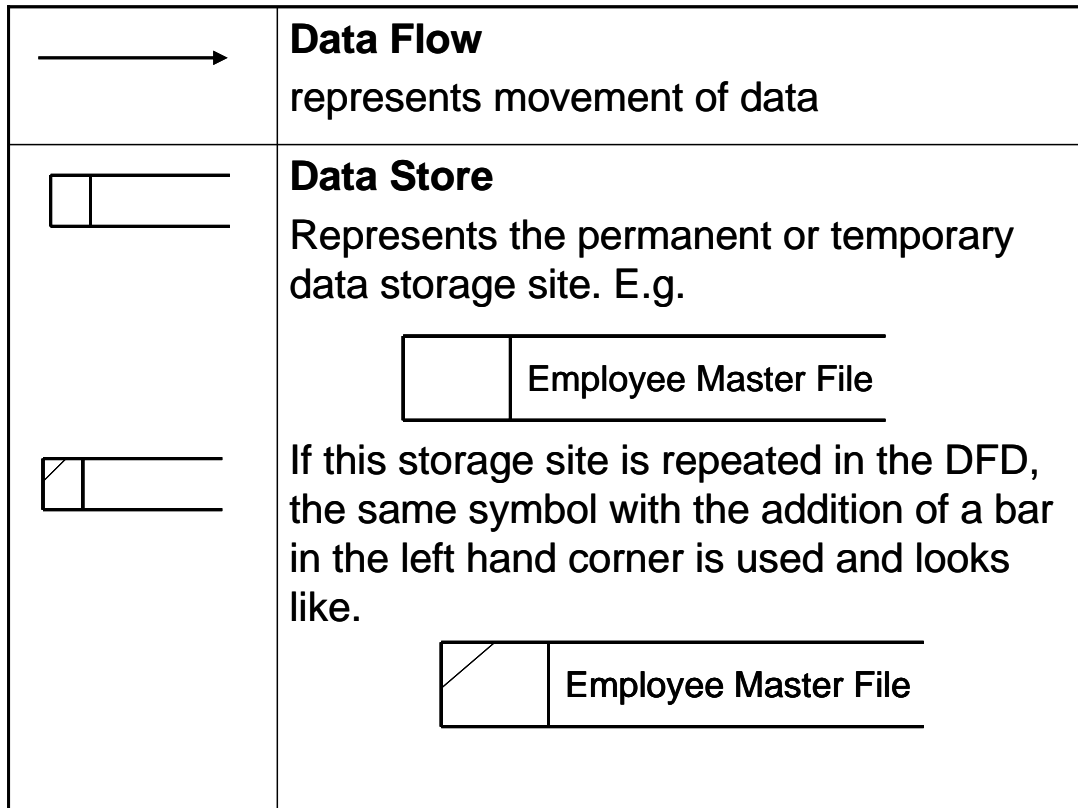 Data Flow
represents movement of data
Data Store
Represents the permanent or temporary
data storage site. E.g.
Employee Master File
If this storage site is repeated in the DFD,
the same symbol with the addition of a bar
in the left hand corner is used and looks
like.
Employee Master File